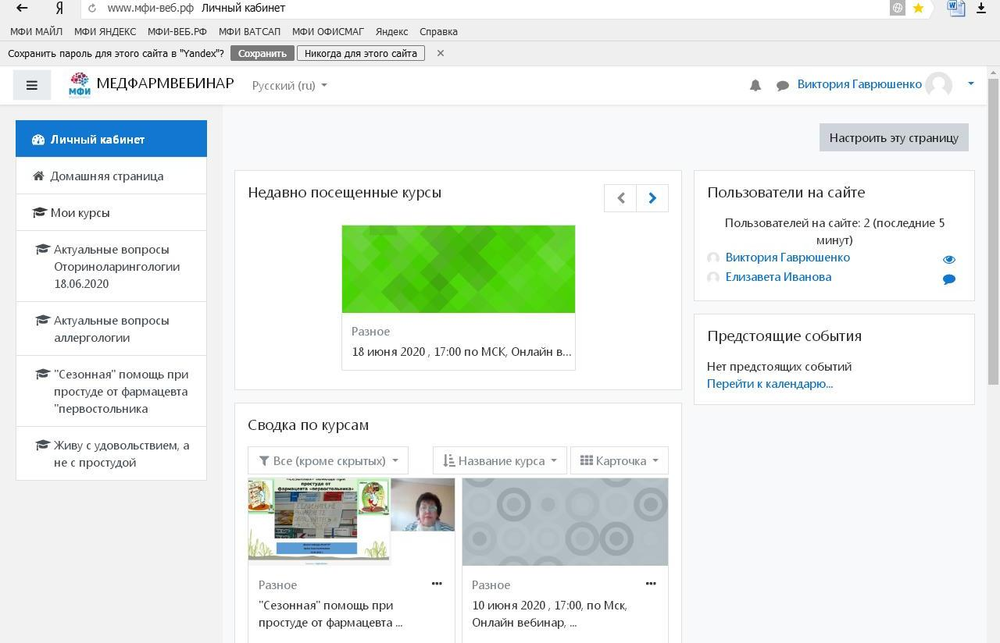 www.мфи-веб.рф Личный кабинет
МФИ МАЙЛ МФИ ЯНДЕКС МФИ-ВЕБ.РФ МФИ ВАТСАП МФИ ОФИСМАГ Яндекс Справка
Сохранить пароль для этого сайта в "Yandex"? Сохранить Никогда для этого сайта
МФИ МЕДФАРМВЕБИНАР Русский (ru) Виктория Гаврюшенко
Личный кабинет
Домашняя страница
Мои курсы
Актуальные вопросы
Оториноларингологии
18.06.2020
Актуальные вопросы
аллергологии
"Сезонная" помощь при
простуде от фармацевта
"первостольника
Живу с удовольствием, а
не с простудой
Настроить эту страницу
Недавно посещенные курсы
Разное
18 июня 2020 , 17:00 по МСК, Онлайн в...
Сводка по курсам
Все (кроме скрытых) Название курса Карточка
«Сезонная» помощь при
простуде от
фармацевта «первостольника»
Разное
"Сезонная" помощь при
простуде от фармацевта ...
Разное
10 июня 2020 , 17:00, по Мск,
Онлайн вебинар, ...
Пользователи на сайте
Пользователей на сайте: 2 (последние 5
минут)
Виктория Гаврюшенко
Елизавета Иванова
Предстоящие события
Нет предстоящих событий
Перейти к календарю...